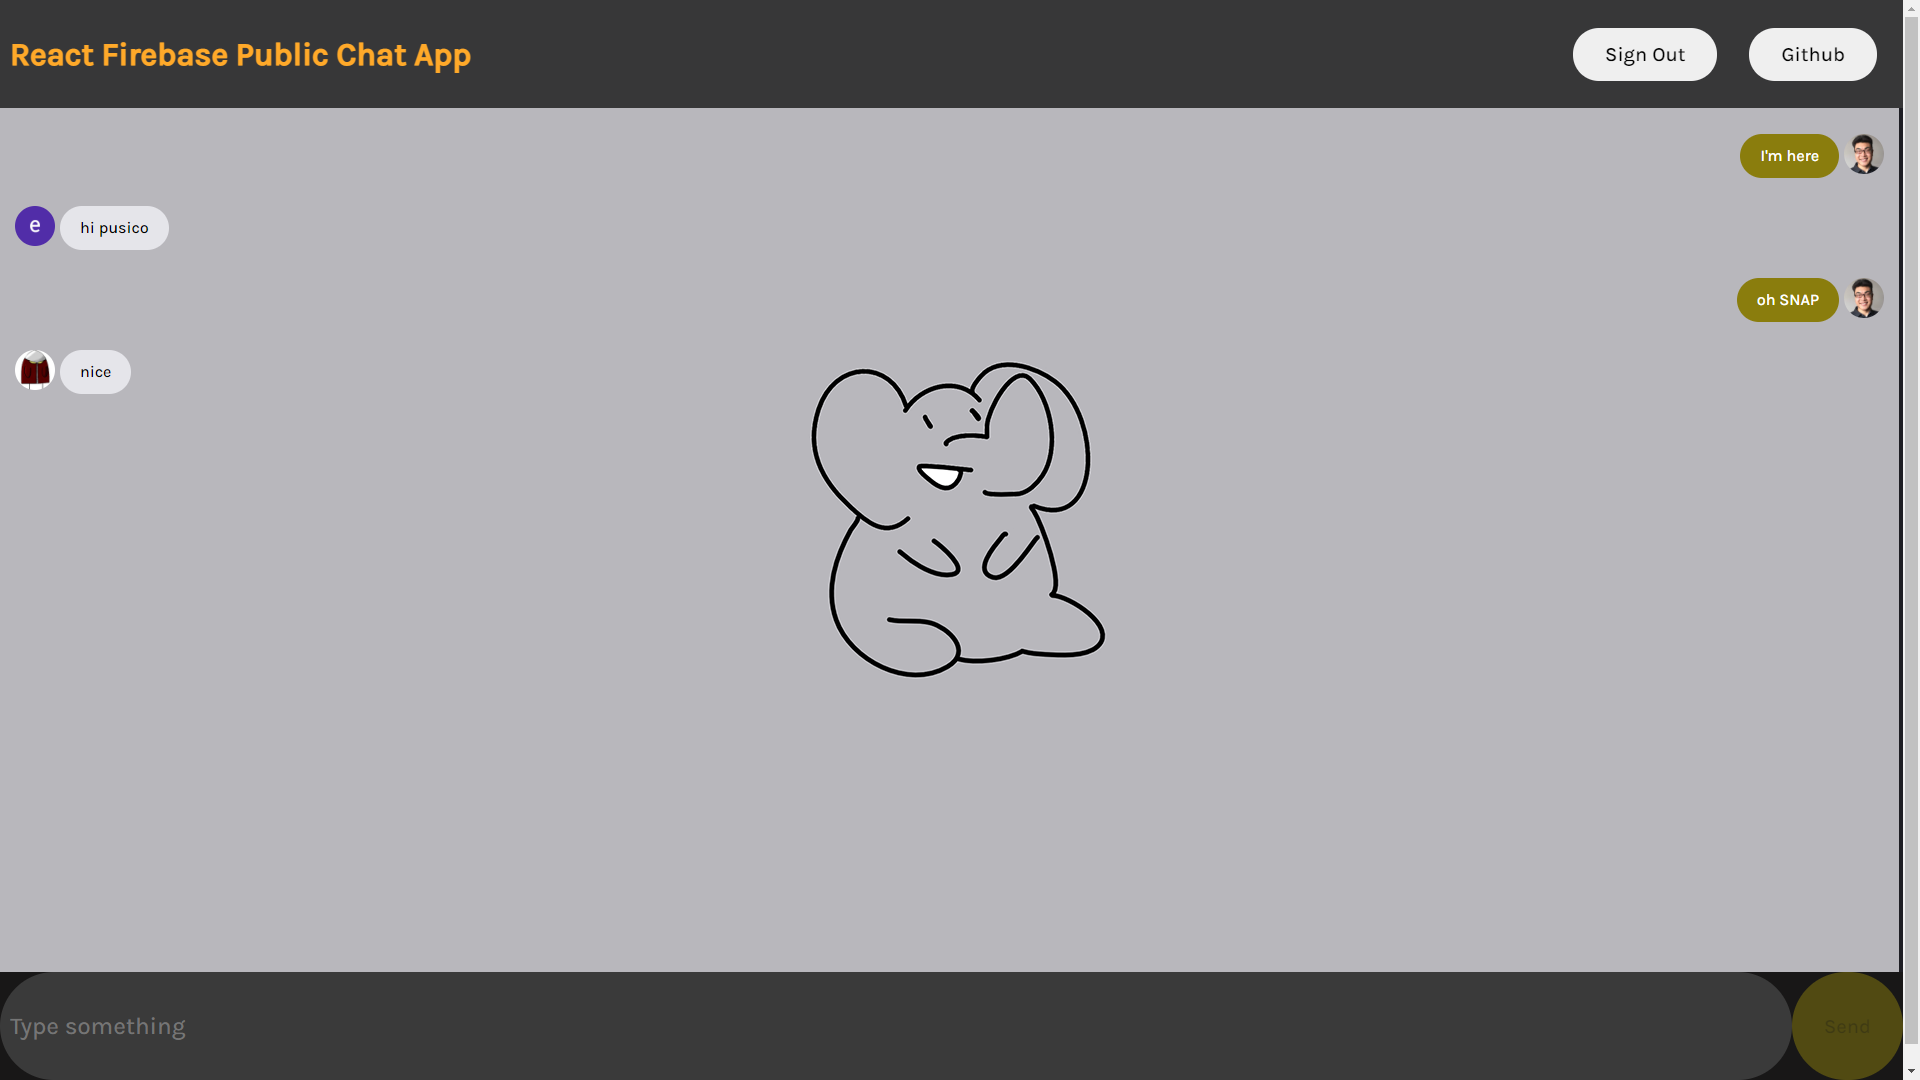 React Firebase Public Chat App
Sign Out
Github
I'm here
e
hi pusico
oh SNAP
nice
Type something
Send